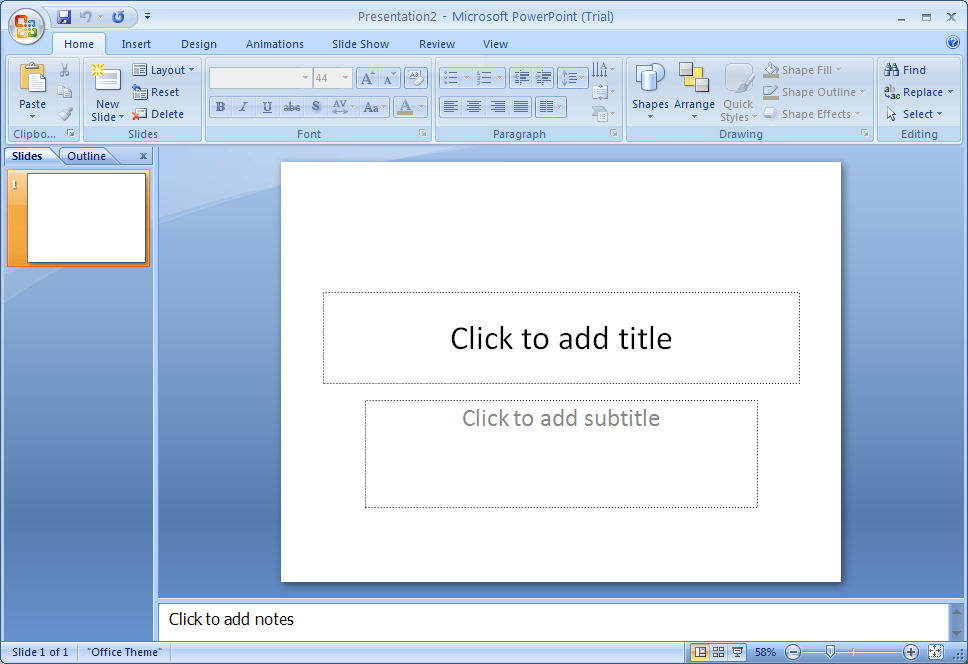 Presentation2 - Microsoft PowerPoint (Trial)
Home Insert Design Animations Slide Show Review View
Paste
Clipbo...
New
Slide
Layout
Reset
Delete
Slides
44
B I U abc S AV Aa A
Font
Paragraph
Shapes
Arrange
Quick
Styles
Shape Fill
Shape Outline
Shape Effects
Drawing
Find
Replace
Select
Editing
Slides Outline x
1
Click to add title
Click to add subtitle
Click to add notes
Slide 1 of 1 "Office Theme" 58%